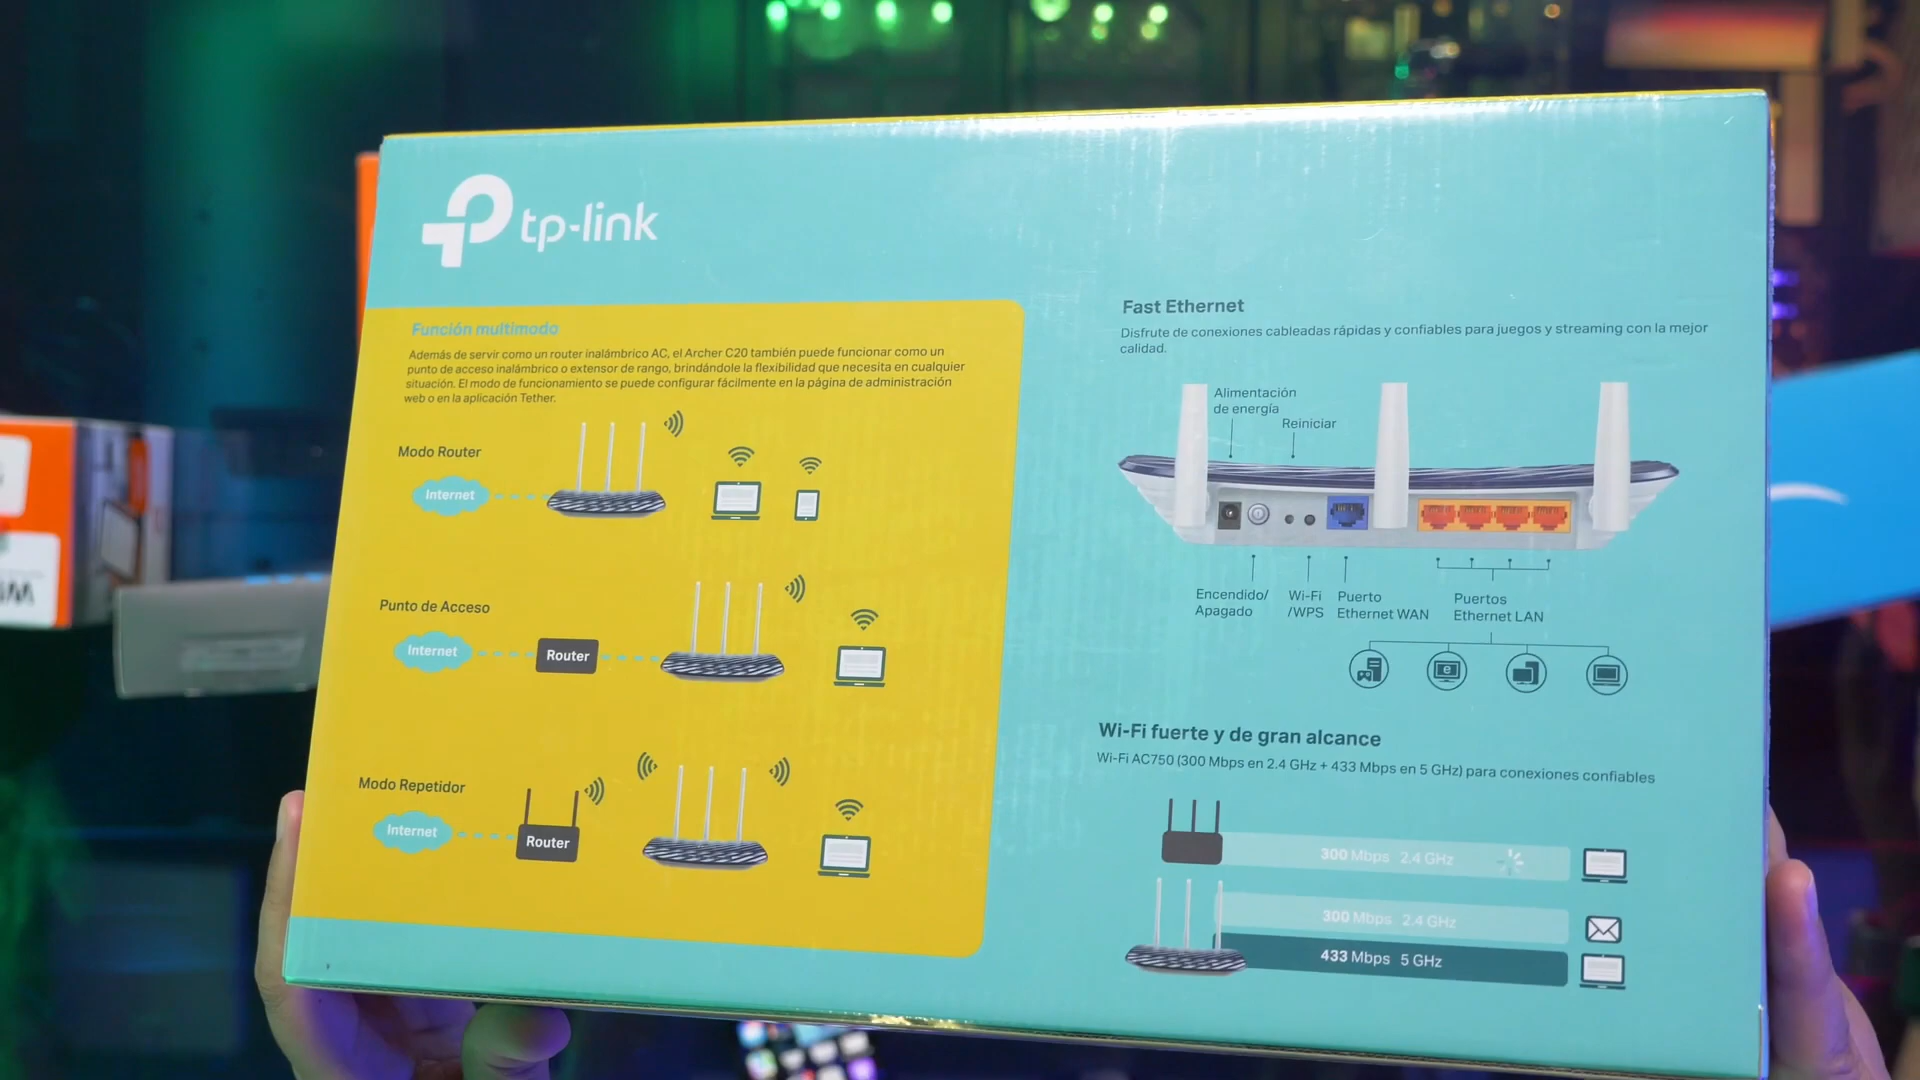 tp-link
Función multimodo
Además de servir como un router inalámbrico AC, el Archer C20 también puede funcionar como un
punto de acceso inalámbrico o extensor de rango, brindándole la flexibilidad que necesita en cualquier
situación. El modo de funcionamiento se puede configurar fácilmente en la página de administración
web o en la aplicación Tether.
Modo Router
Internet
Punto de Acceso
Internet
Router
Modo Repetidor
Internet
Router
Fast Ethernet
Disfrute de conexiones cableadas rápidas y confiables para juegos y streaming con la mejor
calidad.
Alimentación
de energía
Reiniciar
Encendido/
Apagado
Wi-Fi
/WPS
Puerto
Ethernet WAN
Puertos
Ethernet LAN
e
Wi-Fi fuerte y de gran alcance
Wi-Fi AC750 (300 Mbps en 2.4 GHz + 433 Mbps en 5 GHz) para conexiones confiables
300 Mbps 2.4 GHz
300 Mbps 2.4 GHz
433 Mbps 5 GHz